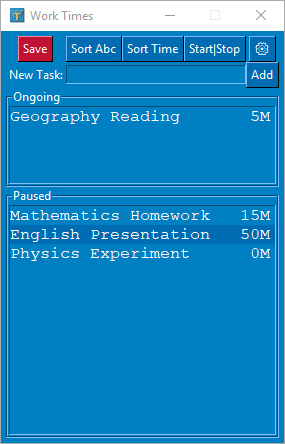 Work Times
Save Sort Abc Sort Time Start|Stop
New Task: Add
Ongoing
Geography Reading 5M
Paused
Mathematics Homework 15M
English Presentation 50M
Physics Experiment 0M